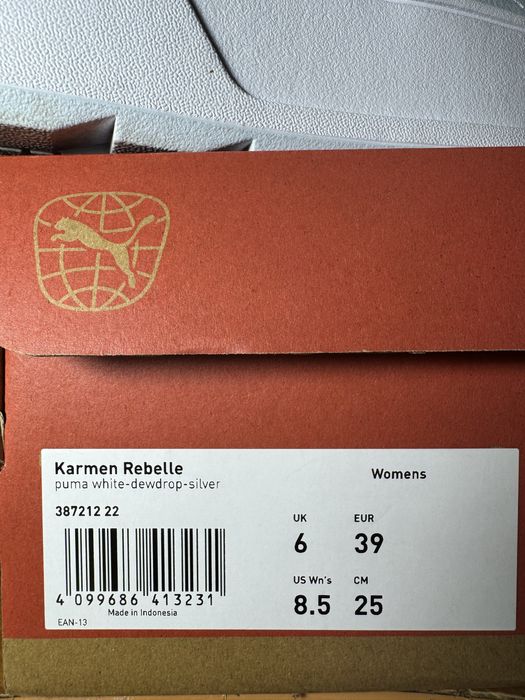 Karmen Rebelle
puma white-dewdrop-silver
Womens
387212 22
UK
6
EUR
39
US Wn's
8.5
CM
25
4 099686 413231
Made in Indonesia
EAN-13